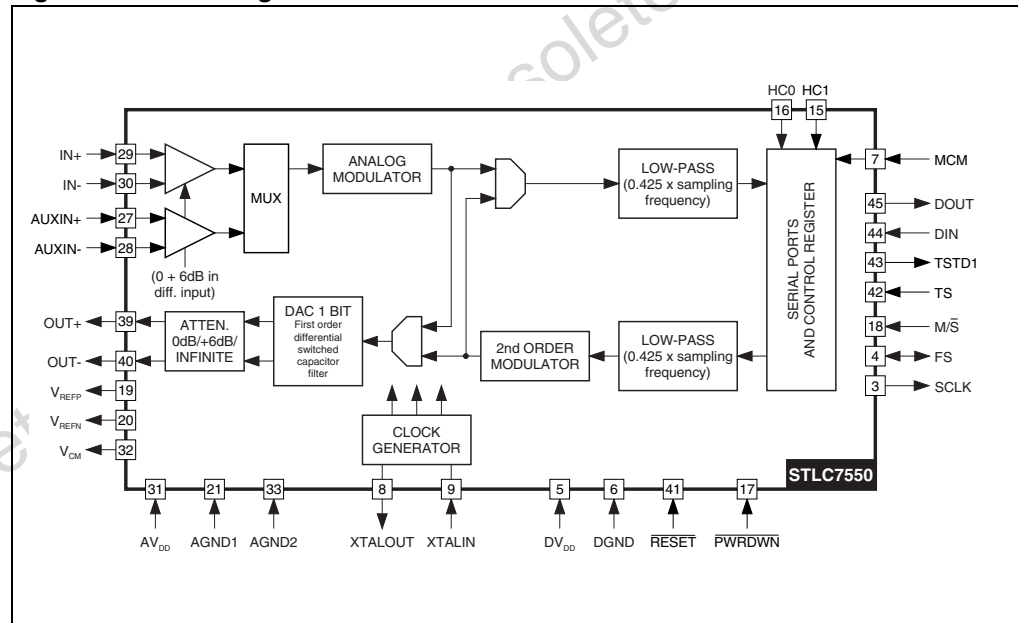 solete
HC0 HC1
16 15
IN+ 29
IN- 30
AUXIN+ 27
AUXIN- 28
(0 + 6dB in
diff. input)
MUX
ANALOG
MODULATOR
LOW-PASS
(0.425 x sampling
frequency)
SERIAL PORTS
AND CONTROL REGISTER
7 MCM
45 DOUT
44 DIN
43 TSTD1
42 TS
18 M/S̅
4 FS
3 SCLK
OUT+ 39
OUT- 40
VREFP 19
VREFN 20
VCM 32
ATTEN.
0dB/+6dB/
INFINITE
DAC 1 BIT
First order
differential
switched
capacitor
filter
2nd ORDER
MODULATOR
LOW-PASS
(0.425 x sampling
frequency)
CLOCK
GENERATOR
STLC7550
31 21 33 8 9 5 6 41 17
AVDD AGND1 AGND2 XTALOUT XTALIN DVDD DGND RESET PWRDWN